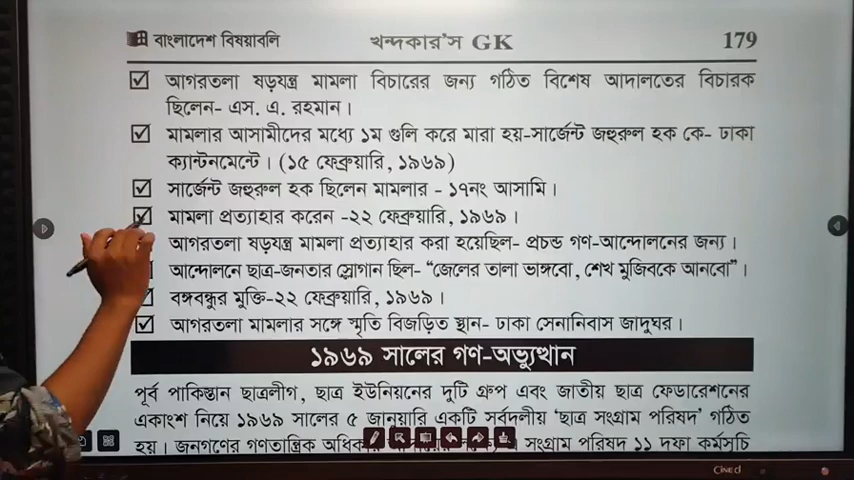 বাংলাদেশ বিষয়াবলি খন্দকার'স GK 179
আগরতলা ষড়যন্ত্র মামলা বিচারের জন্য গঠিত বিশেষ আদালতের বিচারক
ছিলেন- এস. এ. রহমান।
মামলার আসামীদের মধ্যে ১ম গুলি করে মারা হয়-সার্জেন্ট জহুরুল হক কে- ঢাকা
ক্যান্টনমেন্টে। (১৫ ফেব্রুয়ারি, ১৯৬৯)
সার্জেন্ট জহুরুল হক ছিলেন মামলার - ১৭নং আসামি।
মামলা প্রত্যাহার করেন -২২ ফেব্রুয়ারি, ১৯৬৯।
আগরতলা ষড়যন্ত্র মামলা প্রত্যাহার করা হয়েছিল- প্রচন্ড গণ-আন্দোলনের জন্য।
আন্দোলনে ছাত্র-জনতার স্লোগান ছিল- “জেলের তালা ভাঙ্গবো, শেখ মুজিবকে আনবো”।
বঙ্গবন্ধুর মুক্তি-২২ ফেব্রুয়ারি, ১৯৬৯।
আগরতলা মামলার সঙ্গে স্মৃতি বিজড়িত স্থান- ঢাকা সেনানিবাস জাদুঘর।
১৯৬৯ সালের গণ-অভ্যুত্থান
পূর্ব পাকিস্তান ছাত্রলীগ, ছাত্র ইউনিয়নের দুটি গ্রুপ এবং জাতীয় ছাত্র ফেডারেশনের
একাংশ নিয়ে ১৯৬৯ সালের ৫ জানুয়ারি একটি সর্বদলীয় ‘ছাত্র সংগ্রাম পরিষদ’ গঠিত
হয়। জনগণের গণতান্ত্রিক সংগ্রাম পরিষদ ১১ দফা কর্মসূচি